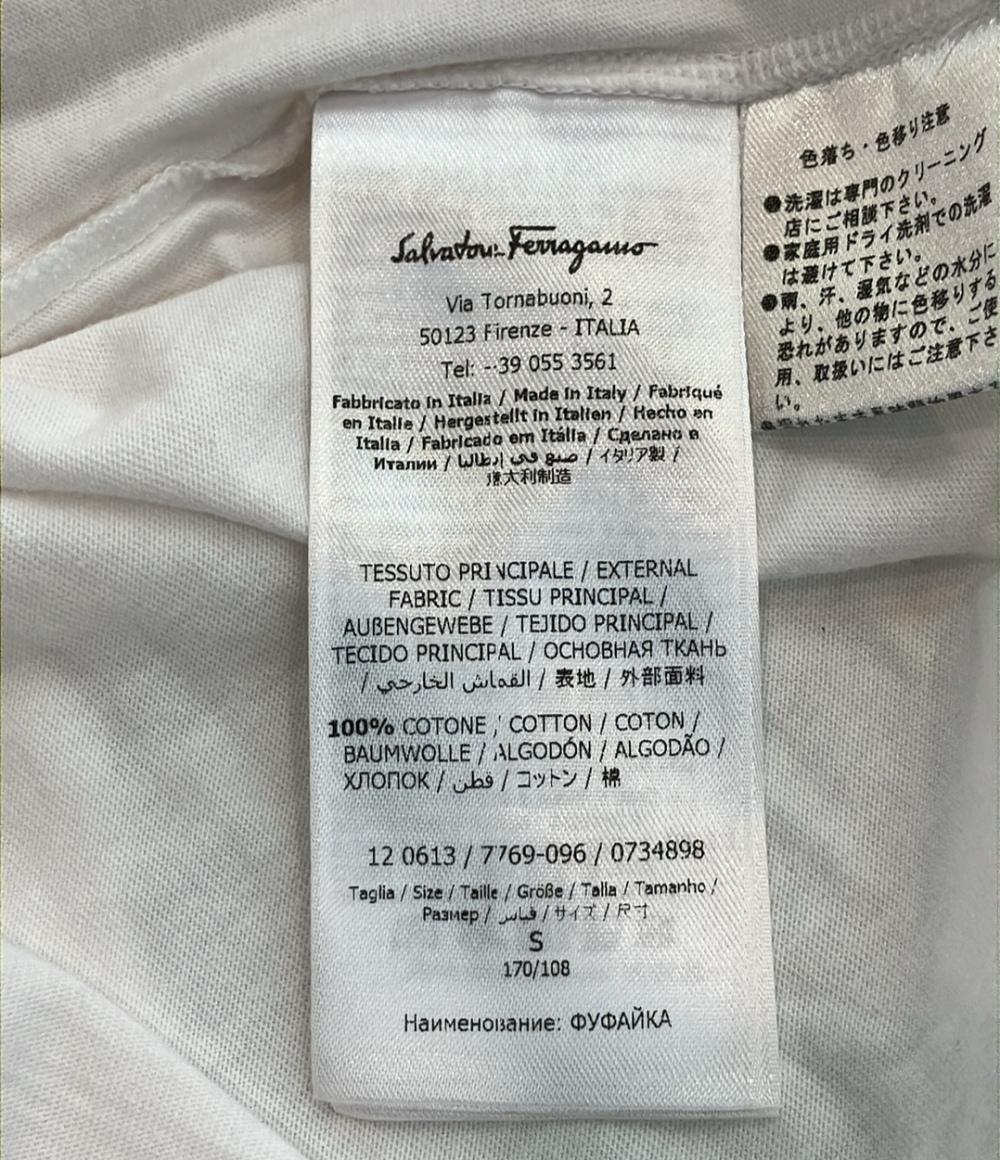 Salvatore Ferragamo
Via Tornabuoni, 2
50123 Firenze - ITALIA
Tel: -·39 055 3561
Fabbricato in Italia / Made in Italy / Fabriqué
en Italie / Hergestellt in Italien / Hecho en
Italia / Fabricado em Itália / Сделано в
Италии / صنع في إيطاليا / イタリア製 /
意大利制造
TESSUTO PRINCIPALE / EXTERNAL
FABRIC / TISSU PRINCIPAL /
AUßENGEWEBE / TEJIDO PRINCIPAL /
TECIDO PRINCIPAL / ОСНОВНАЯ ТКАНЬ
/ القماش الخارجي / 表地 / 外部面料
100% COTONE / COTTON / COTON /
BAUMWOLLE / ALGODÓN / ALGODÃO /
ХЛОПОК / قطن / コットン / 棉
12 0613 / 7769-096 / 0734898
Taglia / Size / Taille / Größe / Talla / Tamanho /
Размер / قياس / サイズ / 尺寸
S
170/108
Наименование: ФУФАЙКА
色落ち・色移り注意
●洗濯は専門のクリーニング
店にご相談下さい。
●家庭用ドライ洗剤での洗濯
は避けて下さい。
●雨、汗、湿気などの水分に
より、他の物に色移りする
恐れがありますので、ご使
用、取扱いにはご注意下さ
い。